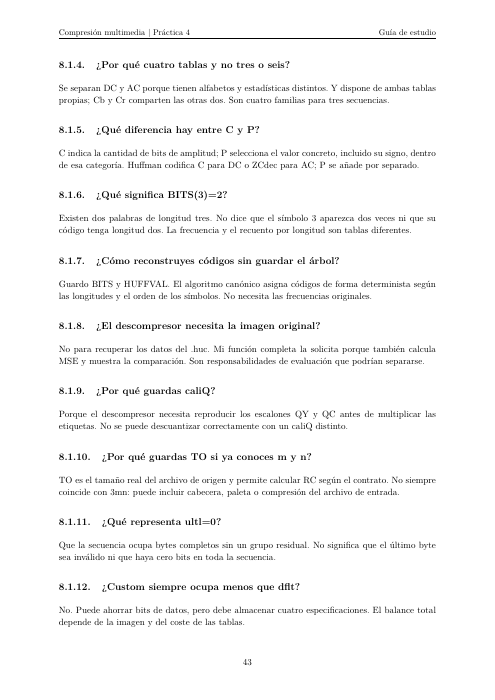 Compresión multimedia | Práctica 4 Guía de estudio
8.1.4. ¿Por qué cuatro tablas y no tres o seis?
Se separan DC y AC porque tienen alfabetos y estadísticas distintos. Y dispone de ambas tablas
propias; Cb y Cr comparten las otras dos. Son cuatro familias para tres secuencias.
8.1.5. ¿Qué diferencia hay entre C y P?
C indica la cantidad de bits de amplitud; P selecciona el valor concreto, incluido su signo, dentro
de esa categoría. Huffman codifica C para DC o ZCdec para AC; P se añade por separado.
8.1.6. ¿Qué significa BITS(3)=2?
Existen dos palabras de longitud tres. No dice que el símbolo 3 aparezca dos veces ni que su
código tenga longitud dos. La frecuencia y el recuento por longitud son tablas diferentes.
8.1.7. ¿Cómo reconstruyes códigos sin guardar el árbol?
Guardo BITS y HUFFVAL. El algoritmo canónico asigna códigos de forma determinista según
las longitudes y el orden de los símbolos. No necesita las frecuencias originales.
8.1.8. ¿El descompresor necesita la imagen original?
No para recuperar los datos del .huc. Mi función completa la solicita porque también calcula
MSE y muestra la comparación. Son responsabilidades de evaluación que podrían separarse.
8.1.9. ¿Por qué guardas caliQ?
Porque el descompresor necesita reproducir los escalones QY y QC antes de multiplicar las
etiquetas. No se puede descuantizar correctamente con un caliQ distinto.
8.1.10. ¿Por qué guardas TO si ya conoces m y n?
TO es el tamaño real del archivo de origen y permite calcular RC según el contrato. No siempre
coincide con 3mn: puede incluir cabecera, paleta o compresión del archivo de entrada.
8.1.11. ¿Qué representa ultl=0?
Que la secuencia ocupa bytes completos sin un grupo residual. No significa que el último byte
sea inválido ni que haya cero bits en toda la secuencia.
8.1.12. ¿Custom siempre ocupa menos que dflt?
No. Puede ahorrar bits de datos, pero debe almacenar cuatro especificaciones. El balance total
depende de la imagen y del coste de las tablas.
43